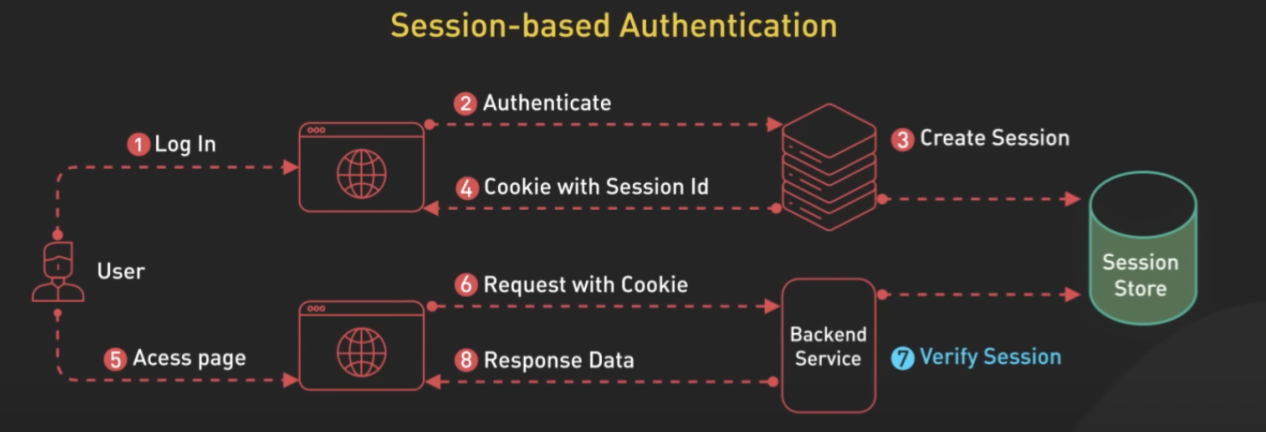 Session-based Authentication
1 Log In
2 Authenticate
3 Create Session
4 Cookie with Session Id
User
Session
Store
5 Acess page
6 Request with Cookie
Backend
Service
7 Verify Session
8 Response Data